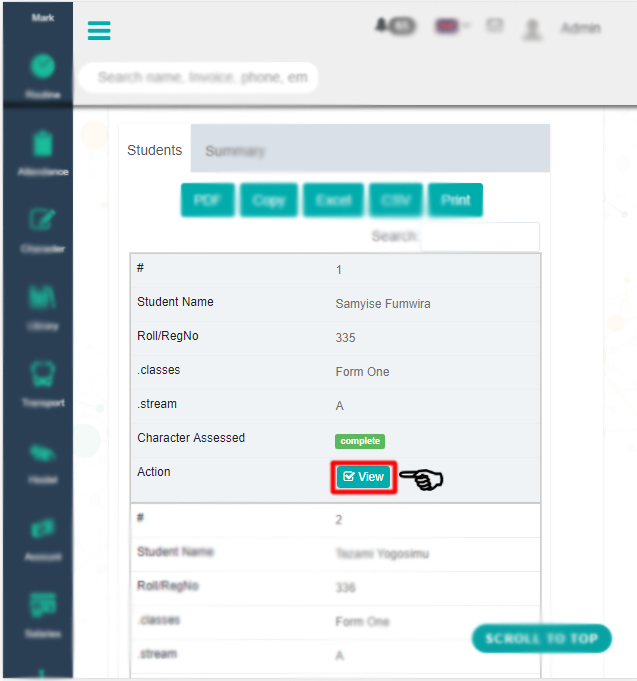 Mark
Admin
Search name, Invoice, phone, em
Routine
Students Summary
Attendance
PDF Copy Excel CSV Print
Search:
Character
# 1
Student Name Samyise Fumwira
Library
Roll/RegNo 335
.classes Form One
Transport
.stream A
Character Assessed complete
Hostel
Action View
# 2
Account
Student Name Tezami Yogosimu
Roll/RegNo 336
Salaries
.classes Form One
SCROLL TO TOP
.stream A